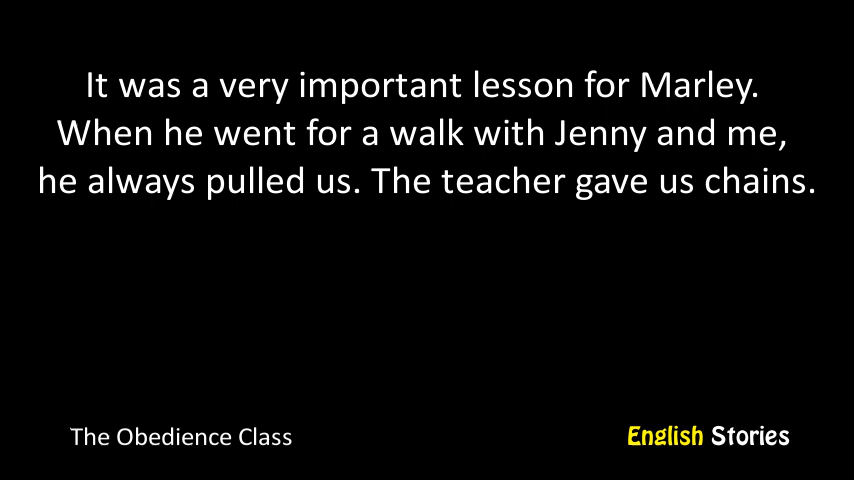 It was a very important lesson for Marley.
When he went for a walk with Jenny and me,
he always pulled us. The teacher gave us chains.
The Obedience Class
English Stories